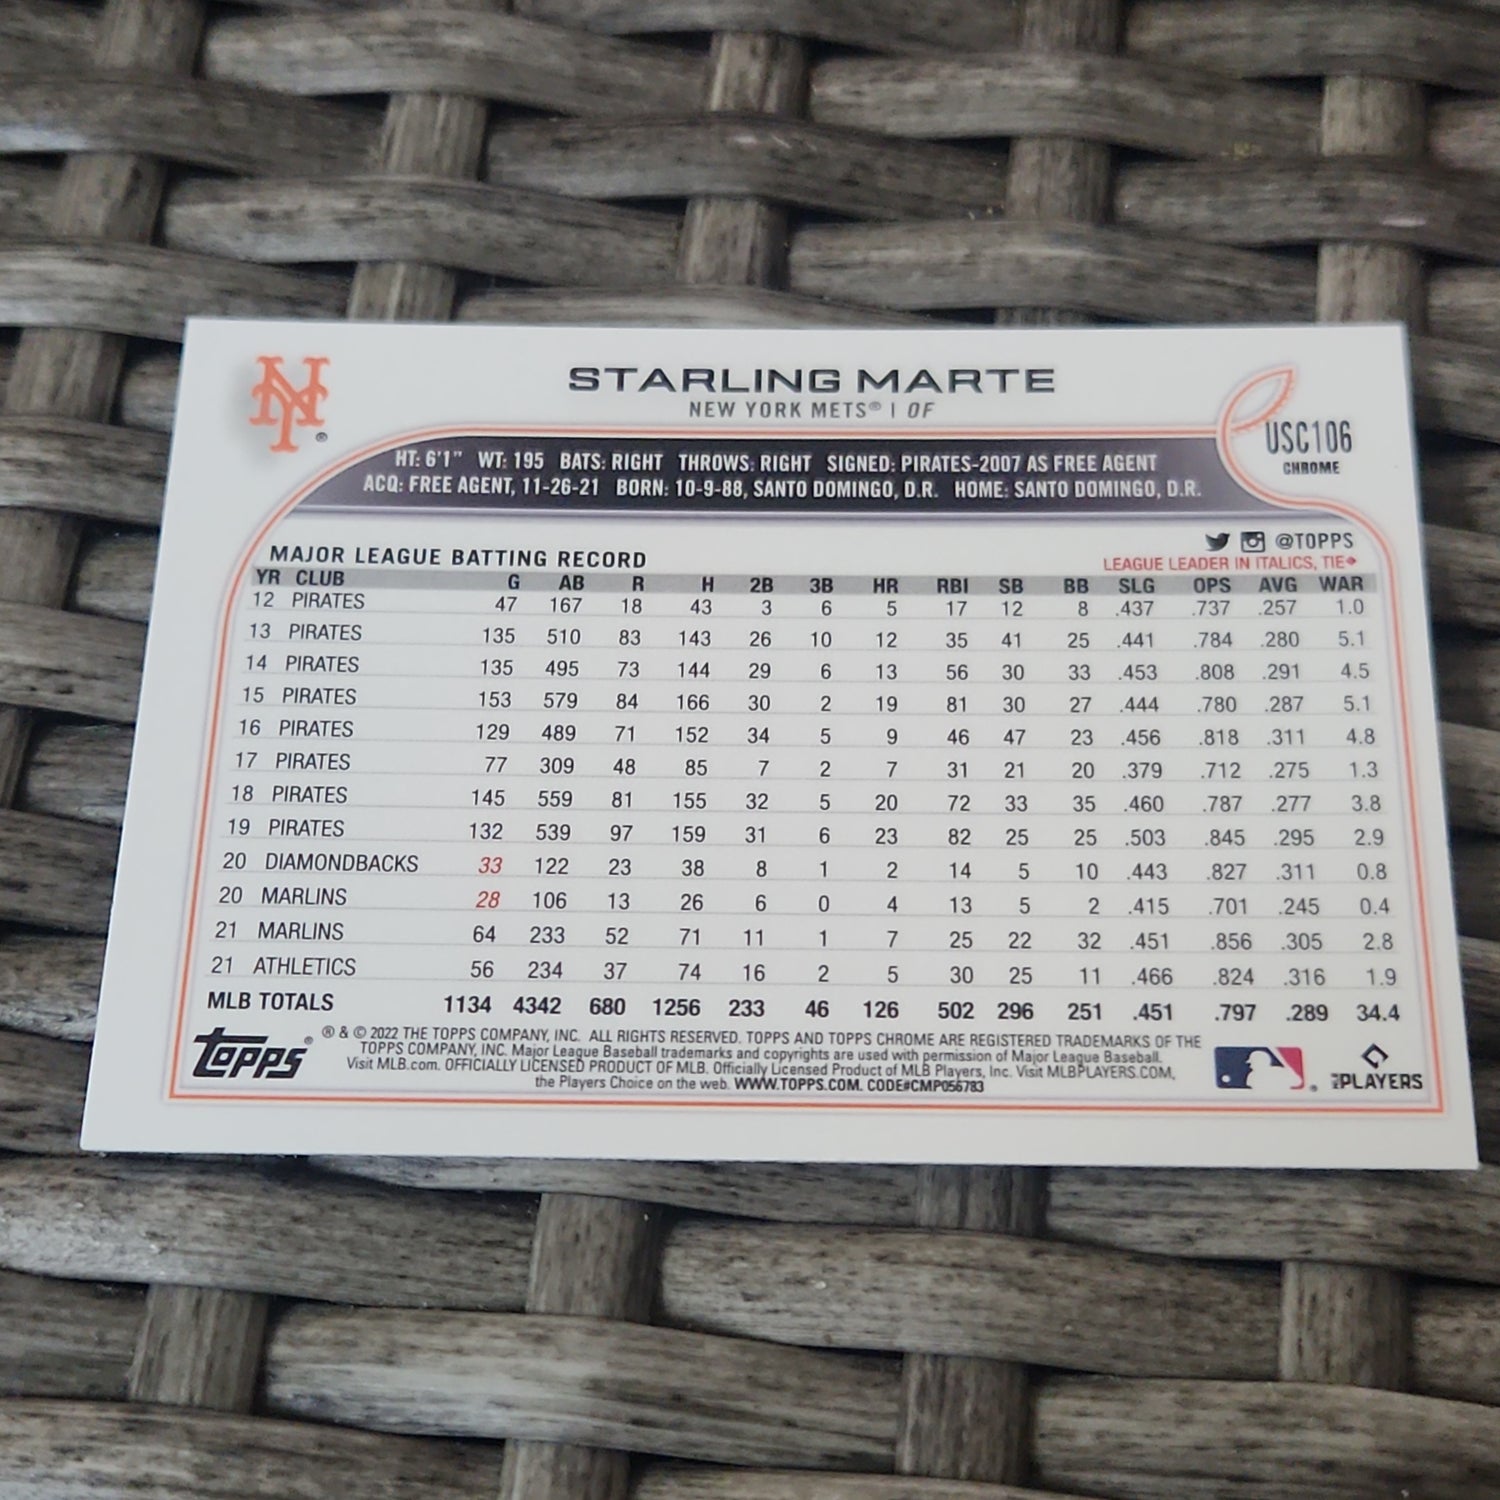 NY®
STARLING MARTE
NEW YORK METS® | OF
USC106
CHROME
HT: 6'1" WT: 195 BATS: RIGHT THROWS: RIGHT SIGNED: PIRATES-2007 AS FREE AGENT
ACQ: FREE AGENT, 11-26-21 BORN: 10-9-88, SANTO DOMINGO, D.R. HOME: SANTO DOMINGO, D.R.
@TOPPS
MAJOR LEAGUE BATTING RECORD
LEAGUE LEADER IN ITALICS, TIE◆
YR CLUB G AB R H 2B 3B HR RBI SB BB SLG OPS AVG WAR
12 PIRATES 47 167 18 43 3 6 5 17 12 8 .437 .737 .257 1.0
13 PIRATES 135 510 83 143 26 10 12 35 41 25 .441 .784 .280 5.1
14 PIRATES 135 495 73 144 29 6 13 56 30 33 .453 .808 .291 4.5
15 PIRATES 153 579 84 166 30 2 19 81 30 27 .444 .780 .287 5.1
16 PIRATES 129 489 71 152 34 5 9 46 47 23 .456 .818 .311 4.8
17 PIRATES 77 309 48 85 7 2 7 31 21 20 .379 .712 .275 1.3
18 PIRATES 145 559 81 155 32 5 20 72 33 35 .460 .787 .277 3.8
19 PIRATES 132 539 97 159 31 6 23 82 25 25 .503 .845 .295 2.9
20 DIAMONDBACKS 33 122 23 38 8 1 2 14 5 10 .443 .827 .311 0.8
20 MARLINS 28 106 13 26 6 0 4 13 5 2 .415 .701 .245 0.4
21 MARLINS 64 233 52 71 11 1 7 25 22 32 .451 .856 .305 2.8
21 ATHLETICS 56 234 37 74 16 2 5 30 25 11 .466 .824 .316 1.9
MLB TOTALS 1134 4342 680 1256 233 46 126 502 296 251 .451 .797 .289 34.4
topps®
® & © 2022 THE TOPPS COMPANY, INC. ALL RIGHTS RESERVED. TOPPS AND TOPPS CHROME ARE REGISTERED TRADEMARKS OF THE
TOPPS COMPANY, INC. Major League Baseball trademarks and copyrights are used with permission of Major League Baseball.
Visit MLB.com. OFFICIALLY LICENSED PRODUCT OF MLB. Officially Licensed Product of MLB Players, Inc. Visit MLBPLAYERS.COM,
the Players Choice on the web. WWW.TOPPS.COM. CODE#CMP056783
PLAYERS